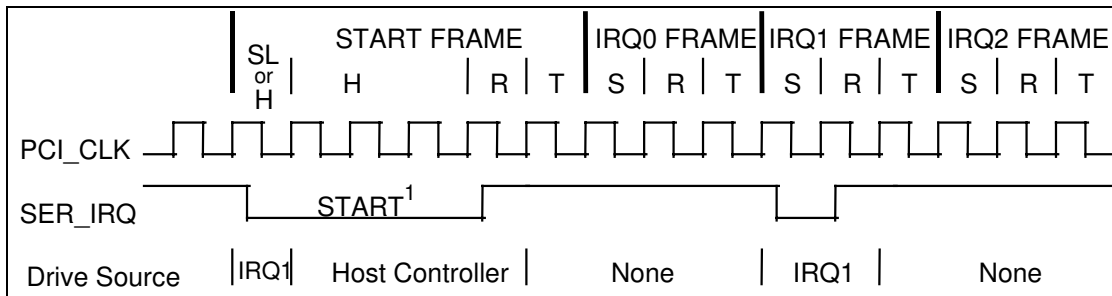 START FRAME IRQ0 FRAME IRQ1 FRAME IRQ2 FRAME
SL
or
H
H R T S R T S R T S R T
PCI_CLK
SER_IRQ START1
Drive Source IRQ1 Host Controller None IRQ1 None